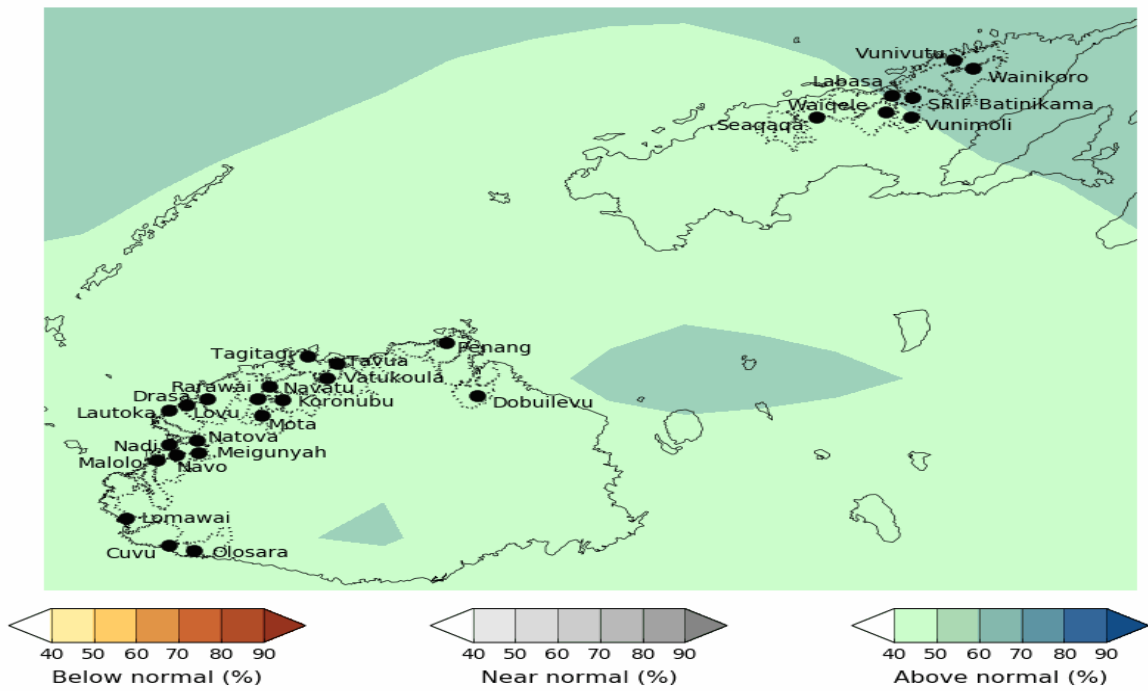 Vunivutu
Wainikoro
Labasa
SRIF Batinikama
Waiqele
Seaqaqa
Vunimoli
Penang
Tagitagi
Tavua
Vatukoula
Rarawai
Navatu
Drasa
Koronubu
Dobuilevu
Lautoka
Lovu
Mota
Natova
Nadi
Meigunyah
Malolo
Navo
Lomawai
Cuvu
Olosara
40 50 60 70 80 90
Below normal (%)
40 50 60 70 80 90
Near normal (%)
40 50 60 70 80 90
Above normal (%)